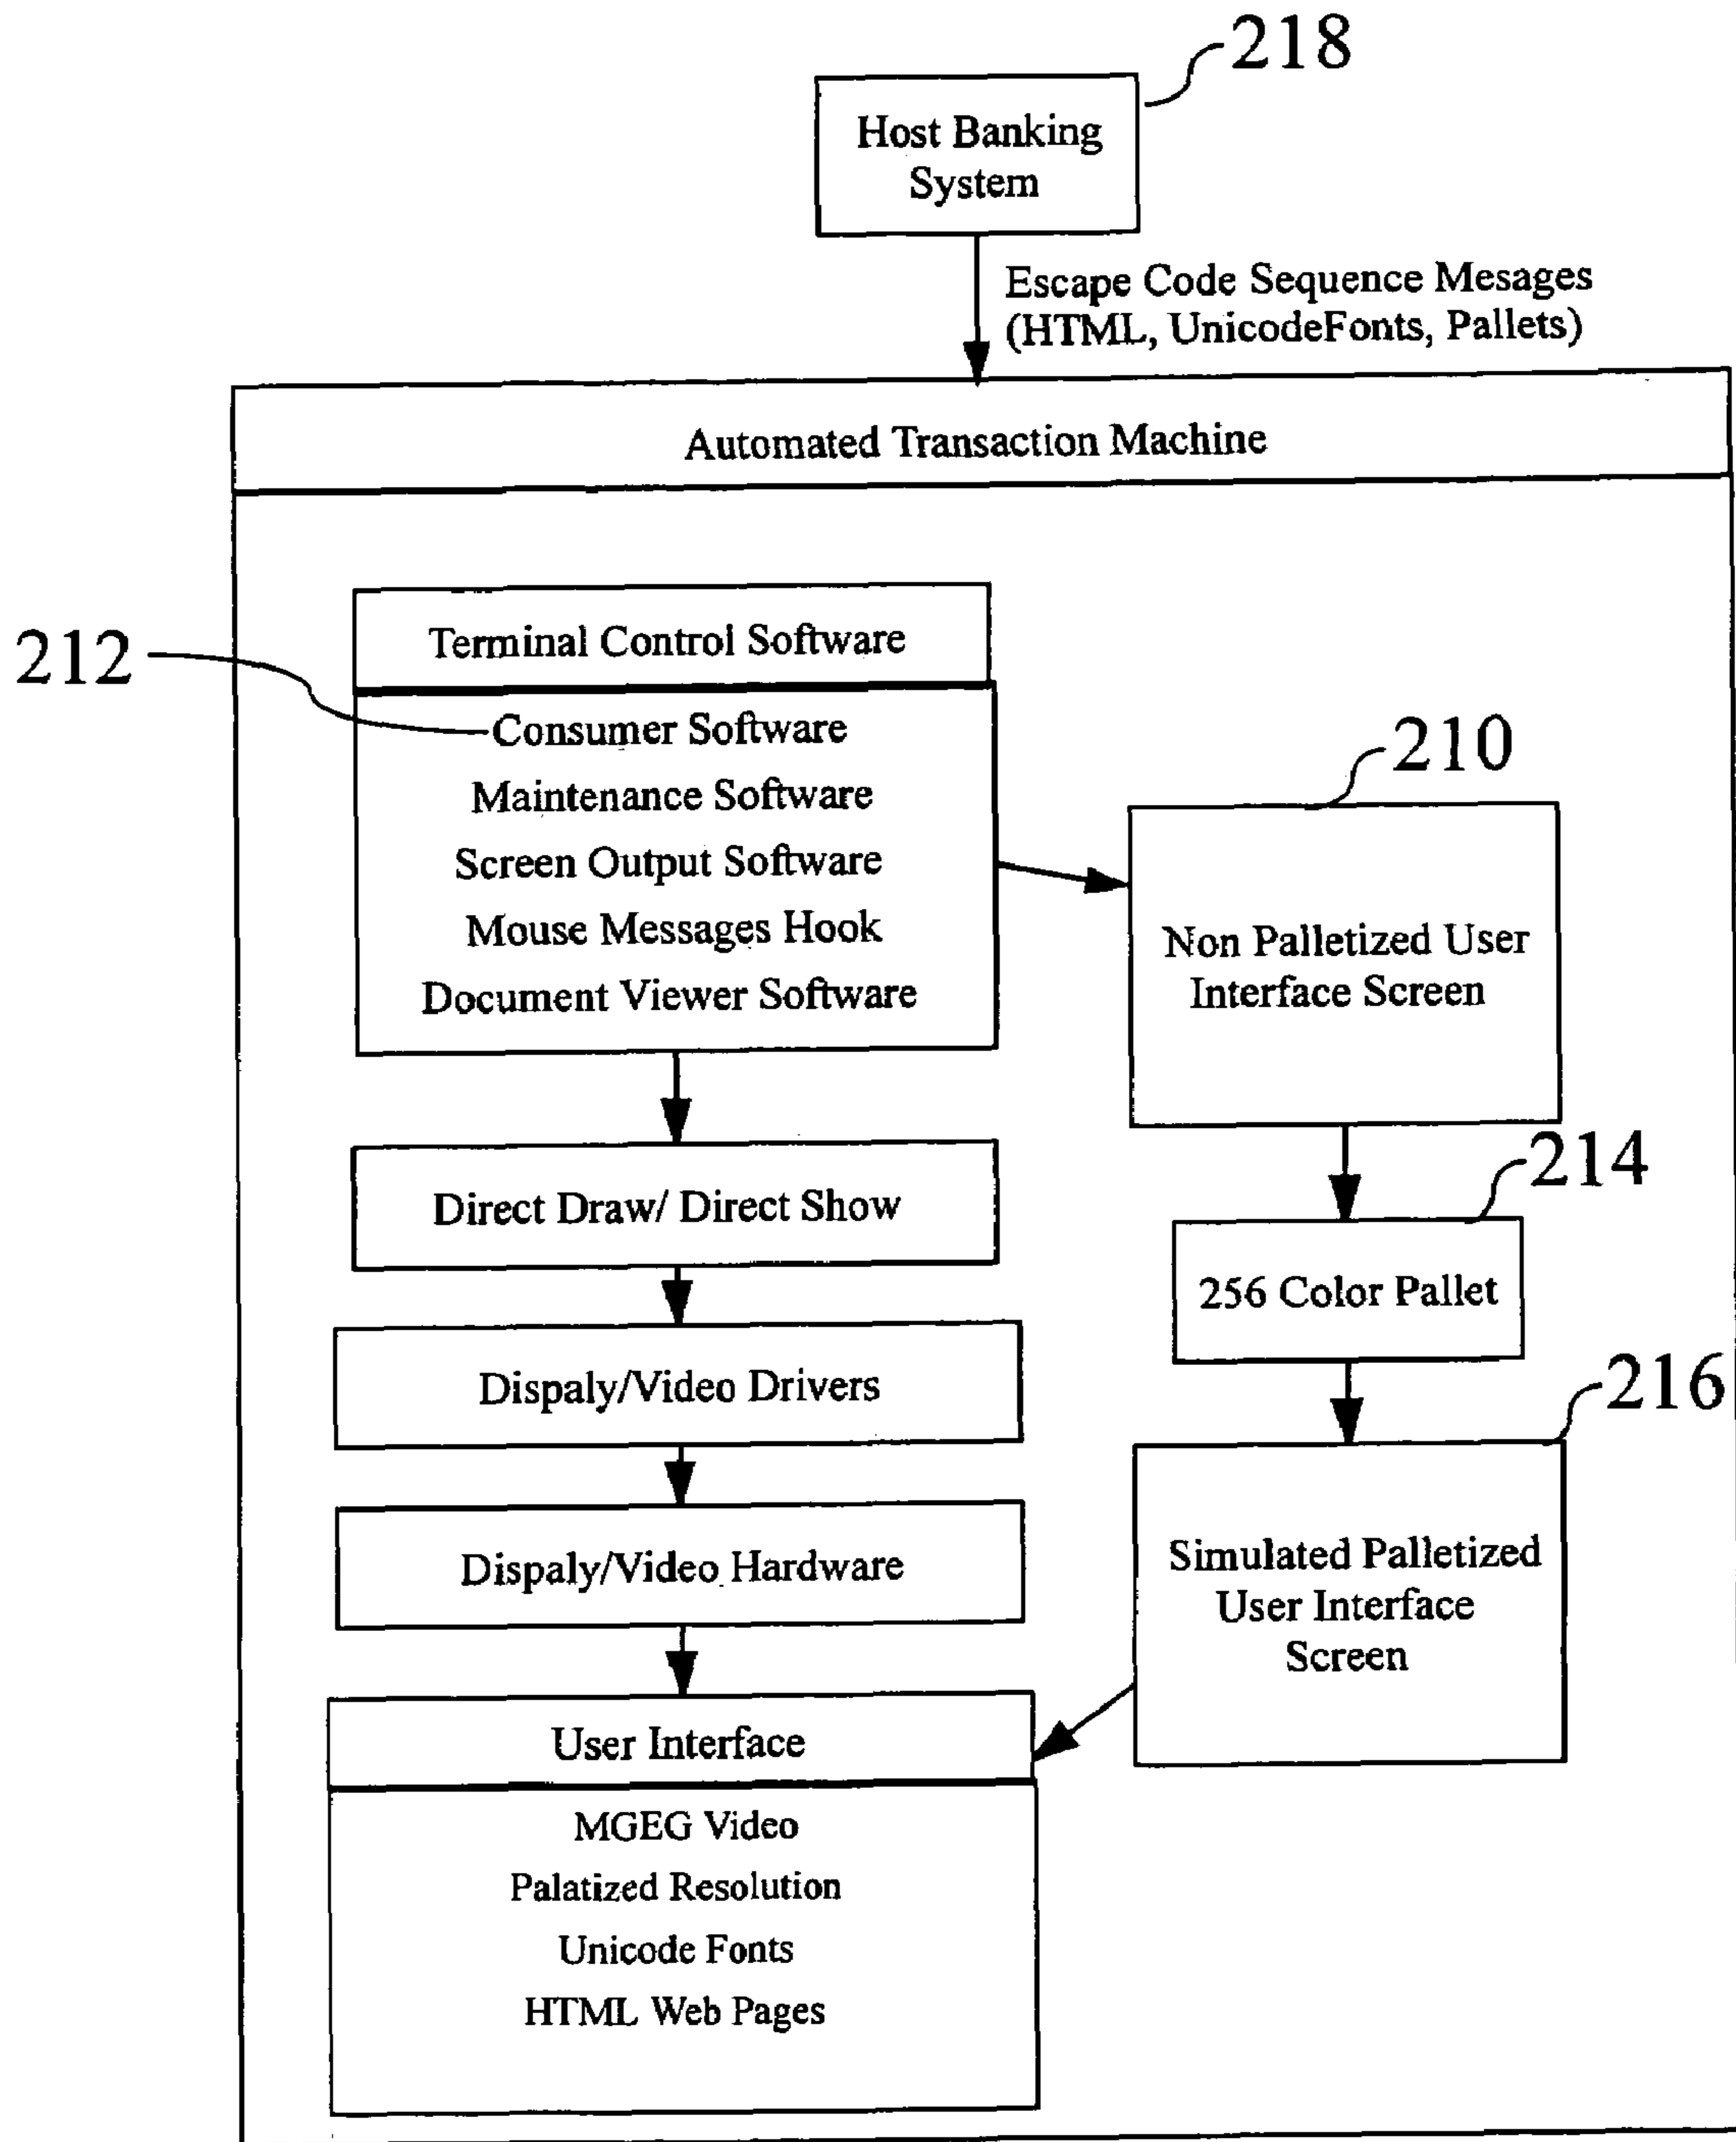 218
Host Banking
System
Escape Code Sequence Mesages
(HTML, UnicodeFonts, Pallets)
Automated Transaction Machine
Terminal Control Software
212
Consumer Software
Maintenance Software
Screen Output Software
Mouse Messages Hook
Document Viewer Software
210
Non Palletized User
Interface Screen
Direct Draw/ Direct Show
214
256 Color Pallet
Dispaly/Video Drivers
216
Dispaly/Video Hardware
Simulated Palletized
User Interface
Screen
User Interface
MGEG Video
Palatized Resolution
Unicode Fonts
HTML Web Pages